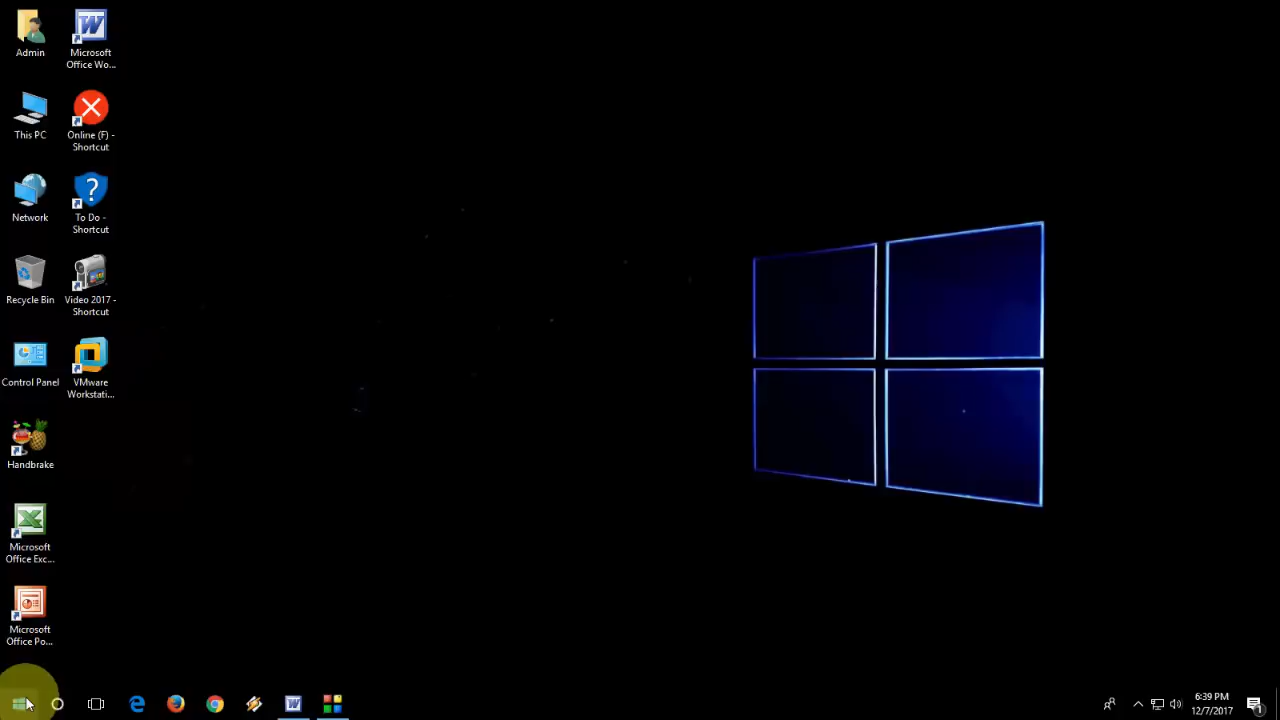 Admin
Microsoft
Office Wo...
This PC
Online (F) -
Shortcut
Network
To Do -
Shortcut
Recycle Bin
Video 2017 -
Shortcut
Control Panel
VMware
Workstati...
Handbrake
Microsoft
Office Exc...
Microsoft
Office Po...
6:39 PM
12/7/2017
1